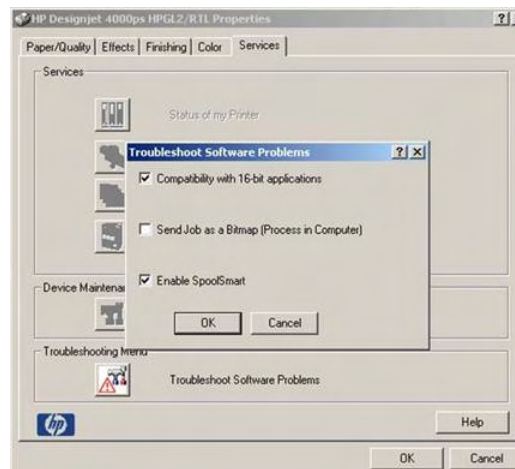 HP Designjet 4000ps HPGL2/RTL Properties
Paper/Quality Effects Finishing Color Services
Services
Status of my Printer
Troubleshoot Software Problems
Compatibility with 16-bit applications
Send Job as a Bitmap (Process in Computer)
Enable SpoolSmart
OK Cancel
Device Maintenan
Troubleshooting Menu
Troubleshoot Software Problems
hp
Help
OK Cancel